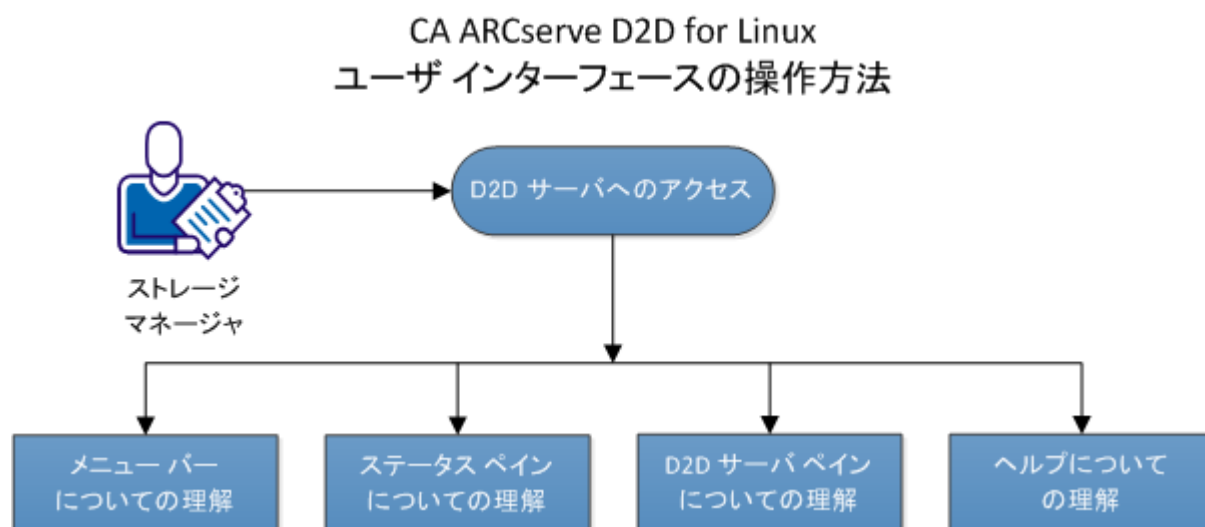 CA ARCserve D2D for Linux
ユーザ インターフェースの操作方法
D2D サーバへのアクセス
ストレージ
マネージャ
メニュー バー
についての理解
ステータス ペイン
についての理解
D2D サーバ ペイン
についての理解
ヘルプについて
の理解